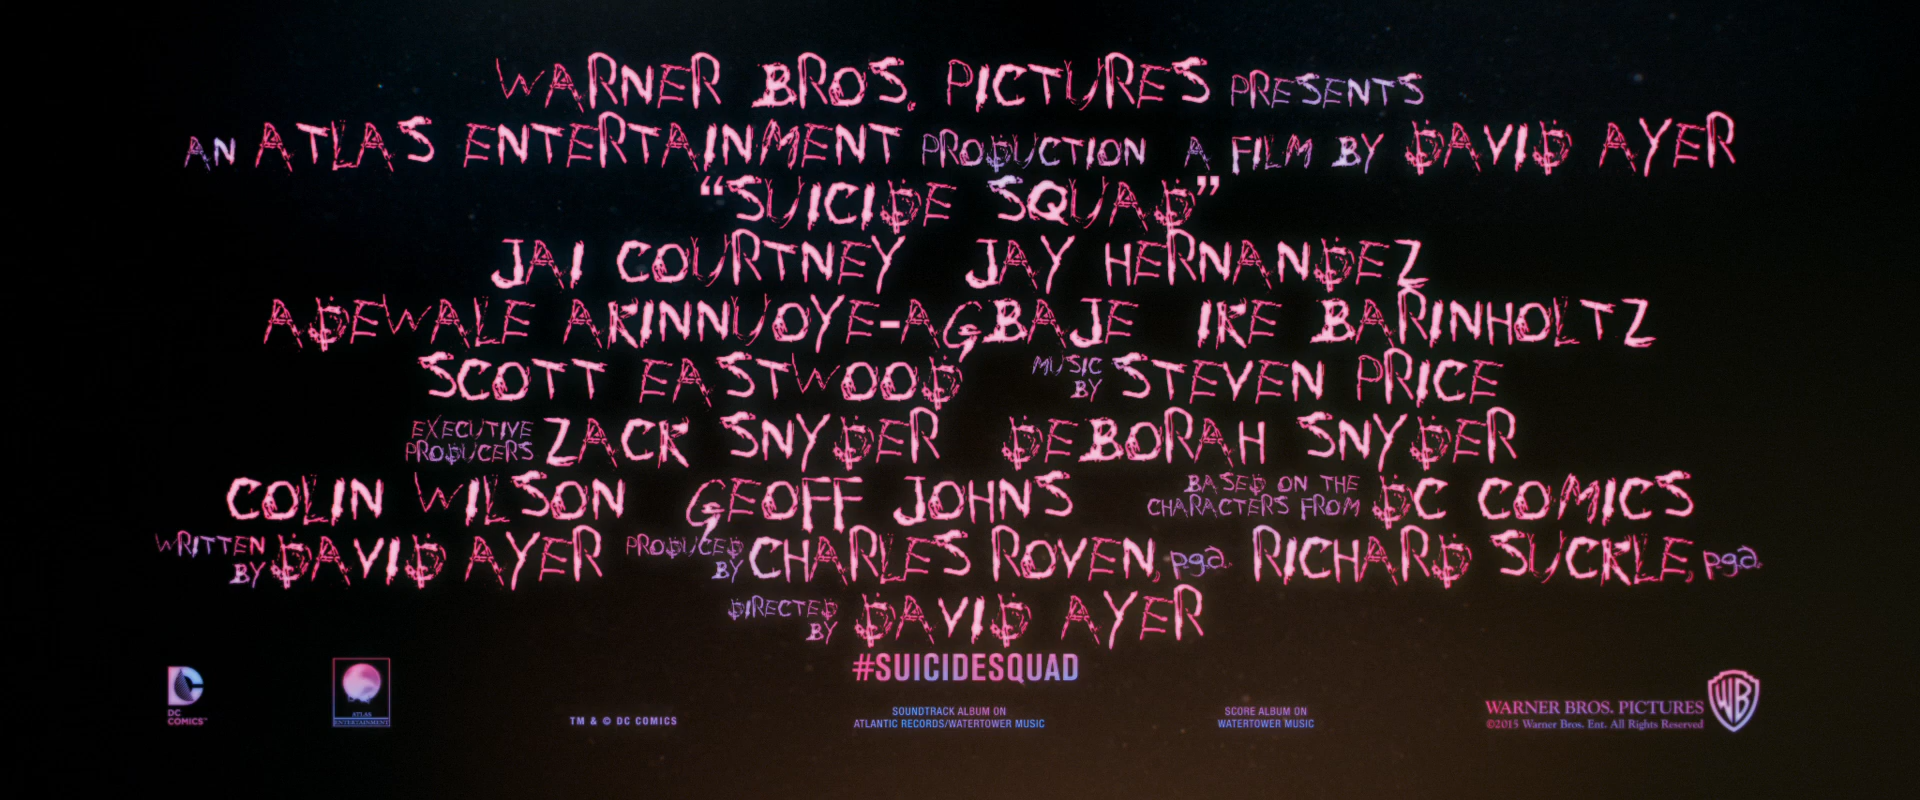 WARNER BROS. PICTURES PRESENTS
AN ATLAS ENTERTAINMENT PRODUCTION A FILM BY DAVID AYER
“SUICIDE SQUAD”
JAI COURTNEY JAY HERNANDEZ
ADEWALE AKINNUOYE-AGBAJE IKE BARINHOLTZ
SCOTT EASTWOOD MUSIC BY STEVEN PRICE
EXECUTIVE PRODUCERS ZACK SNYDER DEBORAH SNYDER
COLIN WILSON GEOFF JOHNS BASED ON THE CHARACTERS FROM DC COMICS
WRITTEN BY DAVID AYER PRODUCED BY CHARLES ROVEN, p.g.a. RICHARD SUCKLE, p.g.a.
DIRECTED BY DAVID AYER
#SUICIDESQUAD
DC COMICS™
ATLAS ENTERTAINMENT
TM & © DC COMICS
SOUNDTRACK ALBUM ON
ATLANTIC RECORDS/WATERTOWER MUSIC
SCORE ALBUM ON
WATERTOWER MUSIC
WARNER BROS. PICTURES
©2015 Warner Bros. Ent. All Rights Reserved
WB